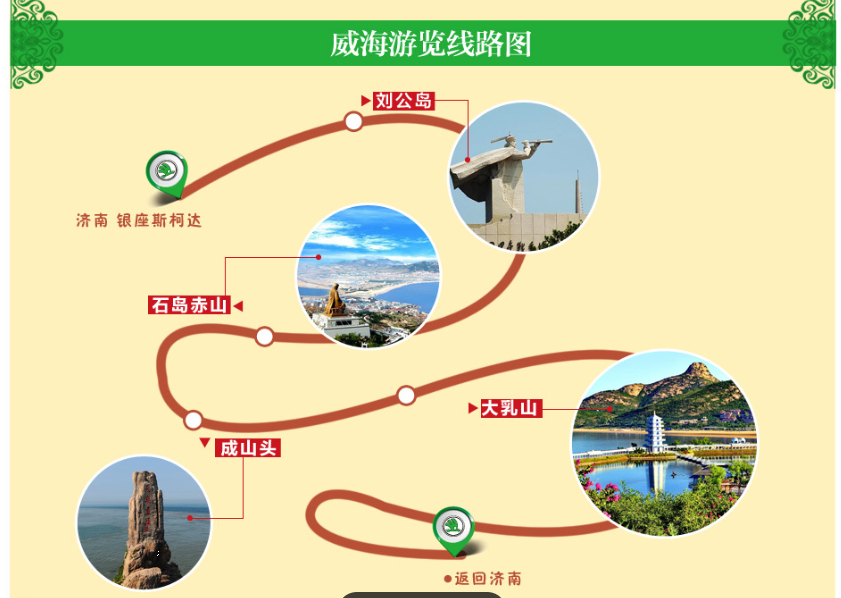 威海游览线路图
刘公岛
济南 银座斯柯达
石岛赤山
大乳山
成山头
返回济南